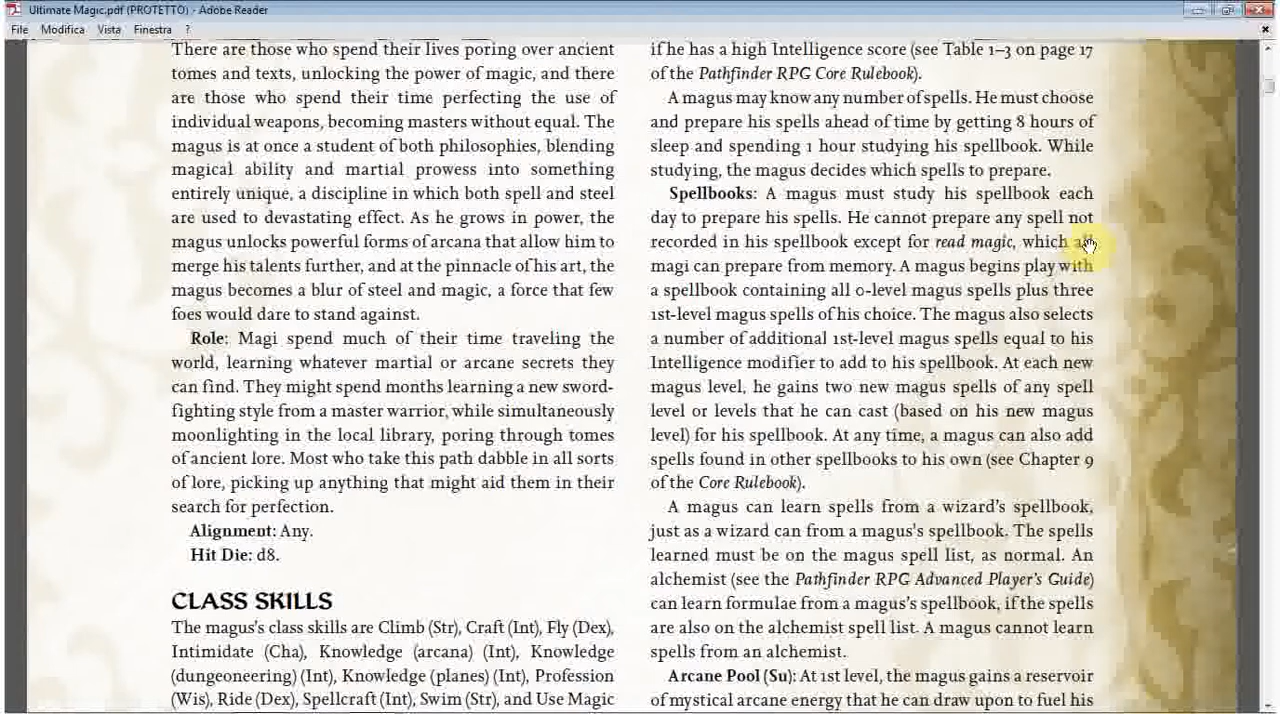 Ultimate Magic.pdf (PROTETTO) - Adobe Reader
File Modifica Vista Finestra ?
There are those who spend their lives poring over ancient
tomes and texts, unlocking the power of magic, and there
are those who spend their time perfecting the use of
individual weapons, becoming masters without equal. The
magus is at once a student of both philosophies, blending
magical ability and martial prowess into something
entirely unique, a discipline in which both spell and steel
are used to devastating effect. As he grows in power, the
magus unlocks powerful forms of arcana that allow him to
merge his talents further, and at the pinnacle of his art, the
magus becomes a blur of steel and magic, a force that few
foes would dare to stand against.
Role: Magi spend much of their time traveling the
world, learning whatever martial or arcane secrets they
can find. They might spend months learning a new sword-
fighting style from a master warrior, while simultaneously
moonlighting in the local library, poring through tomes
of ancient lore. Most who take this path dabble in all sorts
of lore, picking up anything that might aid them in their
search for perfection.
Alignment: Any.
Hit Die: d8.
CLASS SKILLS
The magus's class skills are Climb (Str), Craft (Int), Fly (Dex),
Intimidate (Cha), Knowledge (arcana) (Int), Knowledge
(dungeoneering) (Int), Knowledge (planes) (Int), Profession
(Wis), Ride (Dex), Spellcraft (Int), Swim (Str), and Use Magic
if he has a high Intelligence score (see Table 1–3 on page 17
of the Pathfinder RPG Core Rulebook).
A magus may know any number of spells. He must choose
and prepare his spells ahead of time by getting 8 hours of
sleep and spending 1 hour studying his spellbook. While
studying, the magus decides which spells to prepare.
Spellbooks: A magus must study his spellbook each
day to prepare his spells. He cannot prepare any spell not
recorded in his spellbook except for read magic, which all
magi can prepare from memory. A magus begins play with
a spellbook containing all 0-level magus spells plus three
1st-level magus spells of his choice. The magus also selects
a number of additional 1st-level magus spells equal to his
Intelligence modifier to add to his spellbook. At each new
magus level, he gains two new magus spells of any spell
level or levels that he can cast (based on his new magus
level) for his spellbook. At any time, a magus can also add
spells found in other spellbooks to his own (see Chapter 9
of the Core Rulebook).
A magus can learn spells from a wizard's spellbook,
just as a wizard can from a magus's spellbook. The spells
learned must be on the magus spell list, as normal. An
alchemist (see the Pathfinder RPG Advanced Player's Guide)
can learn formulae from a magus's spellbook, if the spells
are also on the alchemist spell list. A magus cannot learn
spells from an alchemist.
Arcane Pool (Su): At 1st level, the magus gains a reservoir
of mystical arcane energy that he can draw upon to fuel his